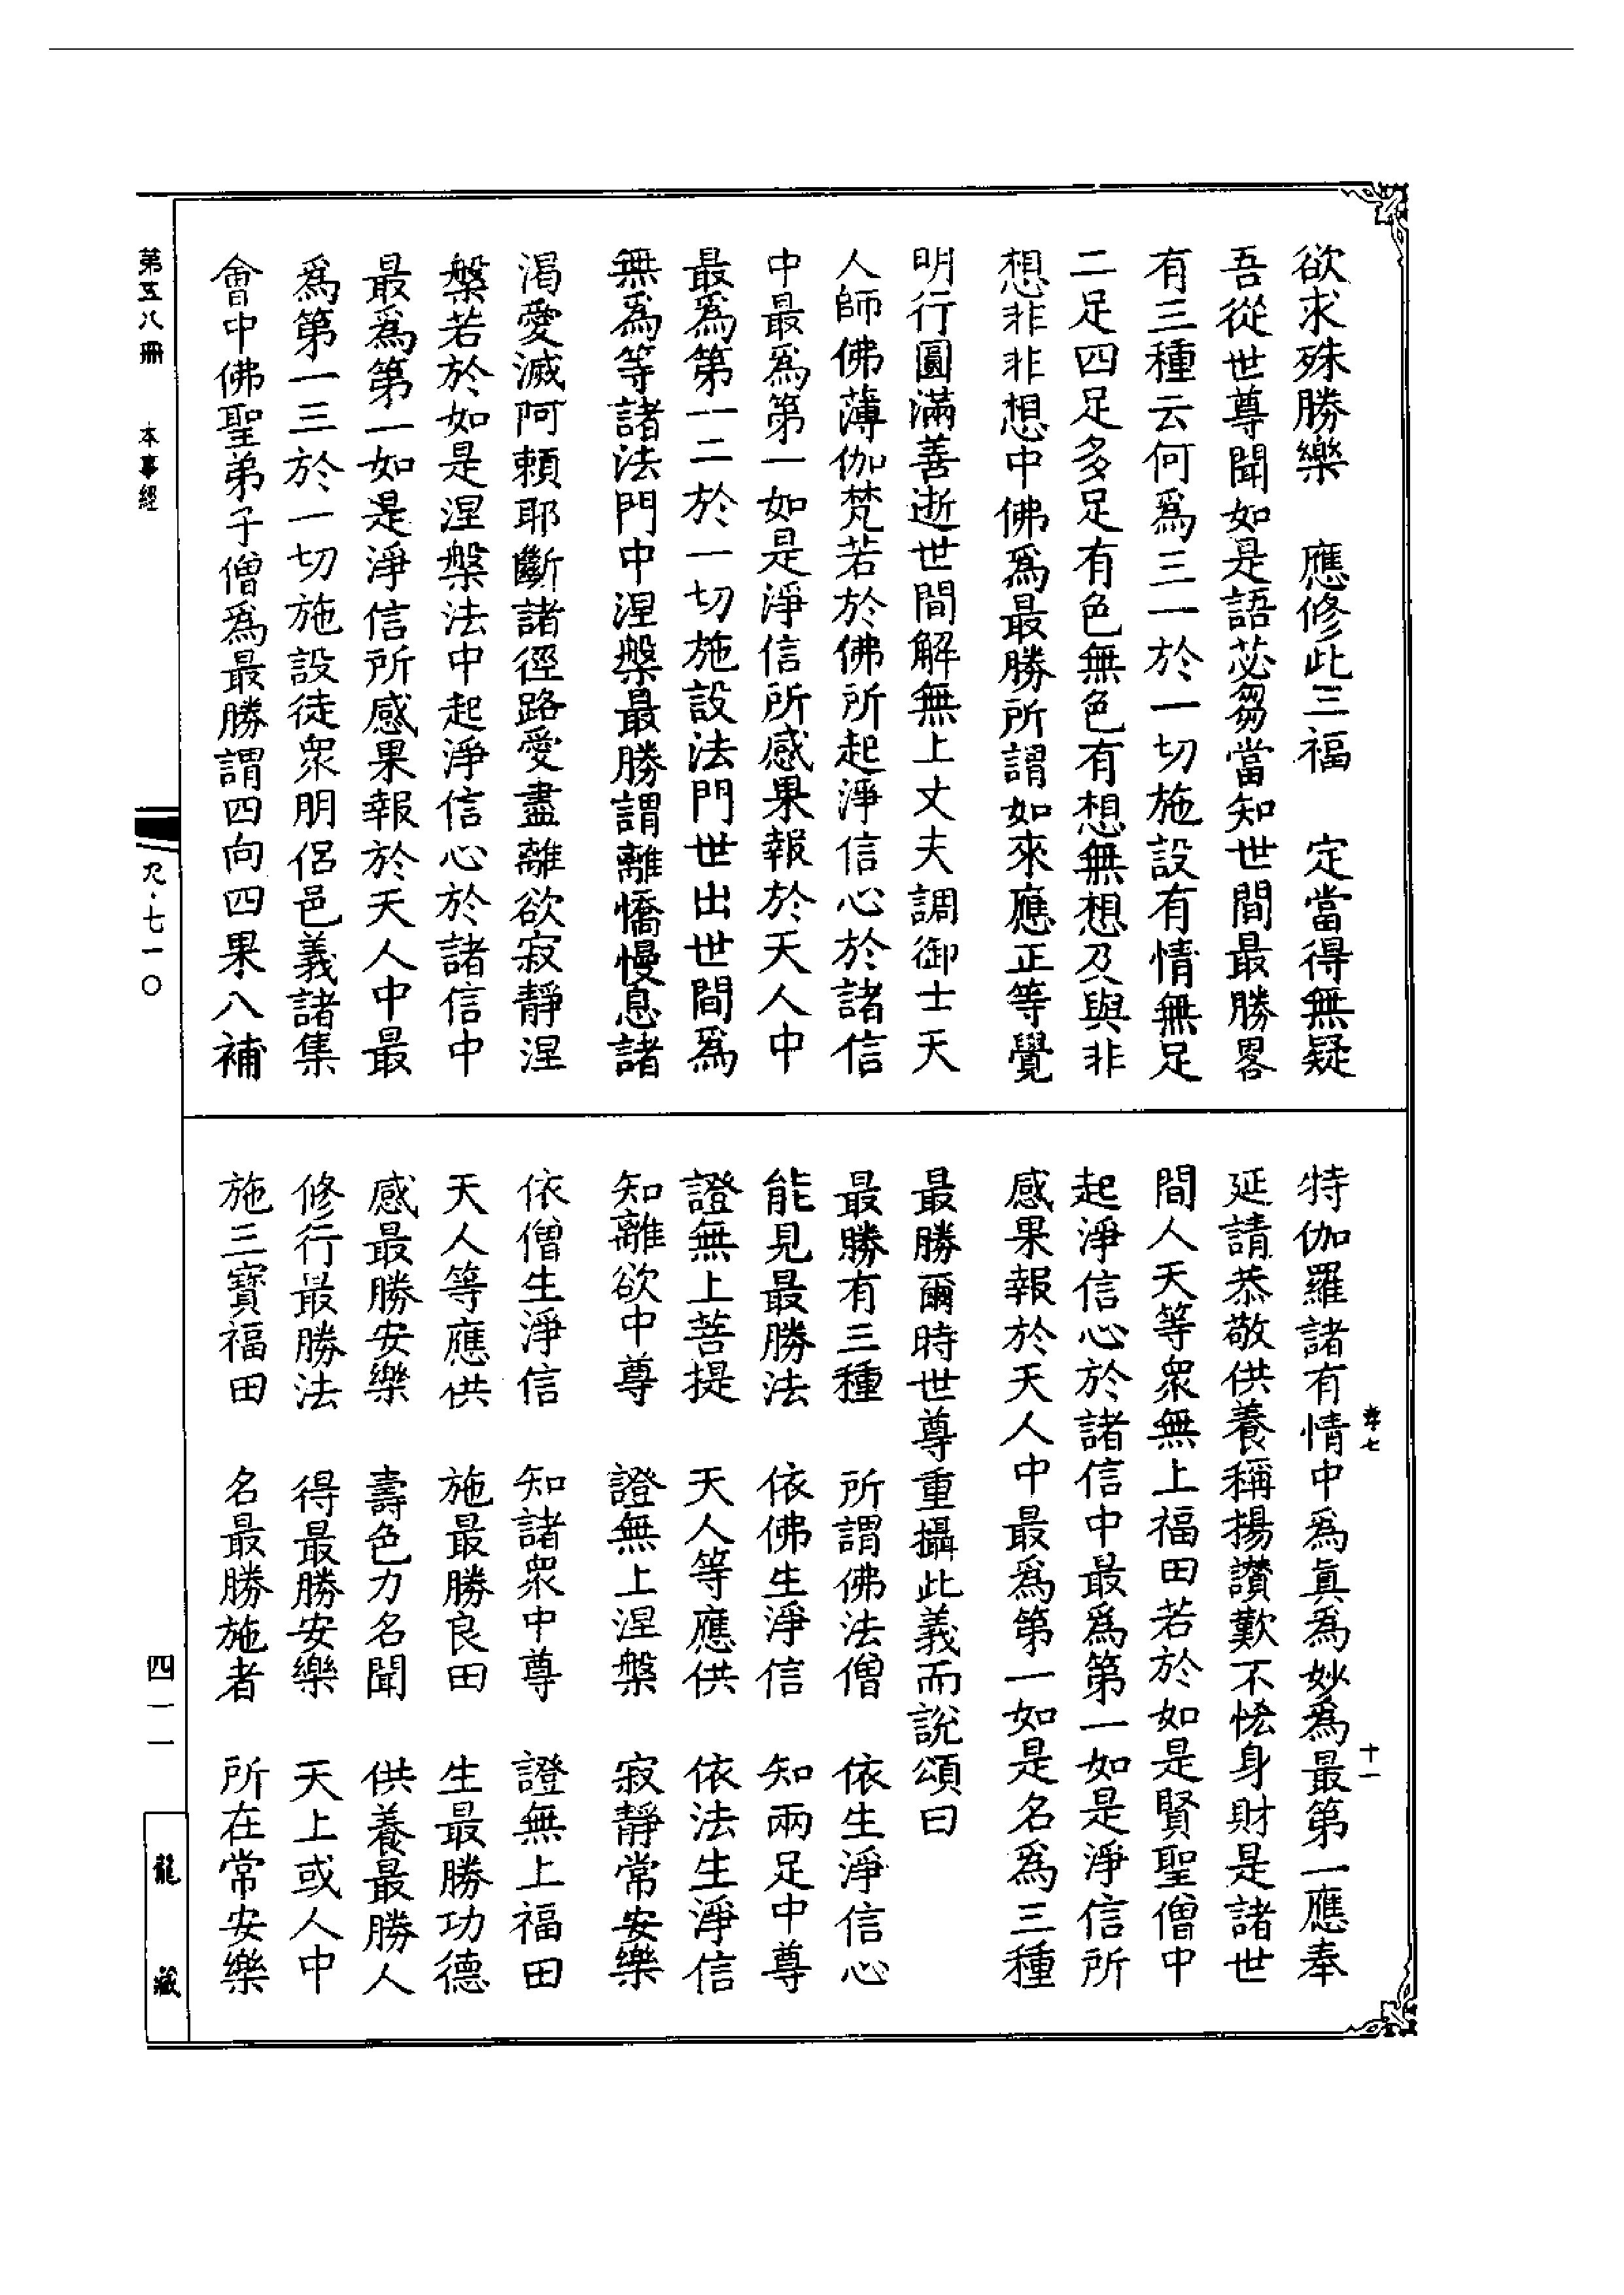 欲求殊勝樂　應修此三福　定當得無疑
吾從世尊聞如是語苾芻當知世間最勝畧
有三種云何爲三一於一切施設有情無足
二足四足多足有色無色有想無想及與非
想非非想中佛爲最勝所謂如來應正等覺
明行圓滿善逝世間解無上丈夫調御士天
人師佛薄伽梵若於佛所起淨信心於諸信
中最爲第一如是淨信所感果報於天人中
最爲第一二於一切施設法門世出世間爲
無爲等諸法門中涅槃最勝謂離憍慢息諸
渴愛滅阿賴耶斷諸徑路愛盡離欲寂靜涅
槃若於如是涅槃法中起淨信心於諸信中
最爲第一如是淨信所感果報於天人中最
爲第一三於一切施設徒衆朋侶邑義諸集
會中佛聖弟子僧爲最勝謂四向四果八補
特伽羅諸有情中爲眞爲妙爲最第一應奉
延請恭敬供養稱揚讃歎不恡身財是諸世
間人天等衆無上福田若於如是賢聖僧中
起淨信心於諸信中最爲第一如是淨信所
感果報於天人中最爲第一如是名爲三種
最勝爾時世尊重攝此義而說頌曰
最勝有三種　所謂佛法僧　依生淨信心
能見最勝法　依佛生淨信　知兩足中尊
證無上菩提　天人等應供　依法生淨信
知離欲中尊　證無上涅槃　寂靜常安樂
依僧生淨信　知諸衆中尊　證無上福田
天人等應供　施最勝良田　生最勝功德
感最勝安樂　壽色力名聞　供養最勝人
修行最勝法　得最勝安樂　天上或人中
施三寶福田　名最勝施者　所在常安樂
七
十一
第五八冊　本事經
七一〇
四一一
龍藏